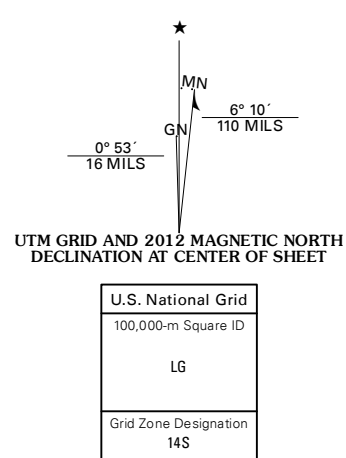 ★
MN
GN
6° 10´
110 MILS
0° 53´
16 MILS
UTM GRID AND 2012 MAGNETIC NORTH
DECLINATION AT CENTER OF SHEET
U.S. National Grid
100,000-m Square ID
LG
Grid Zone Designation
14S